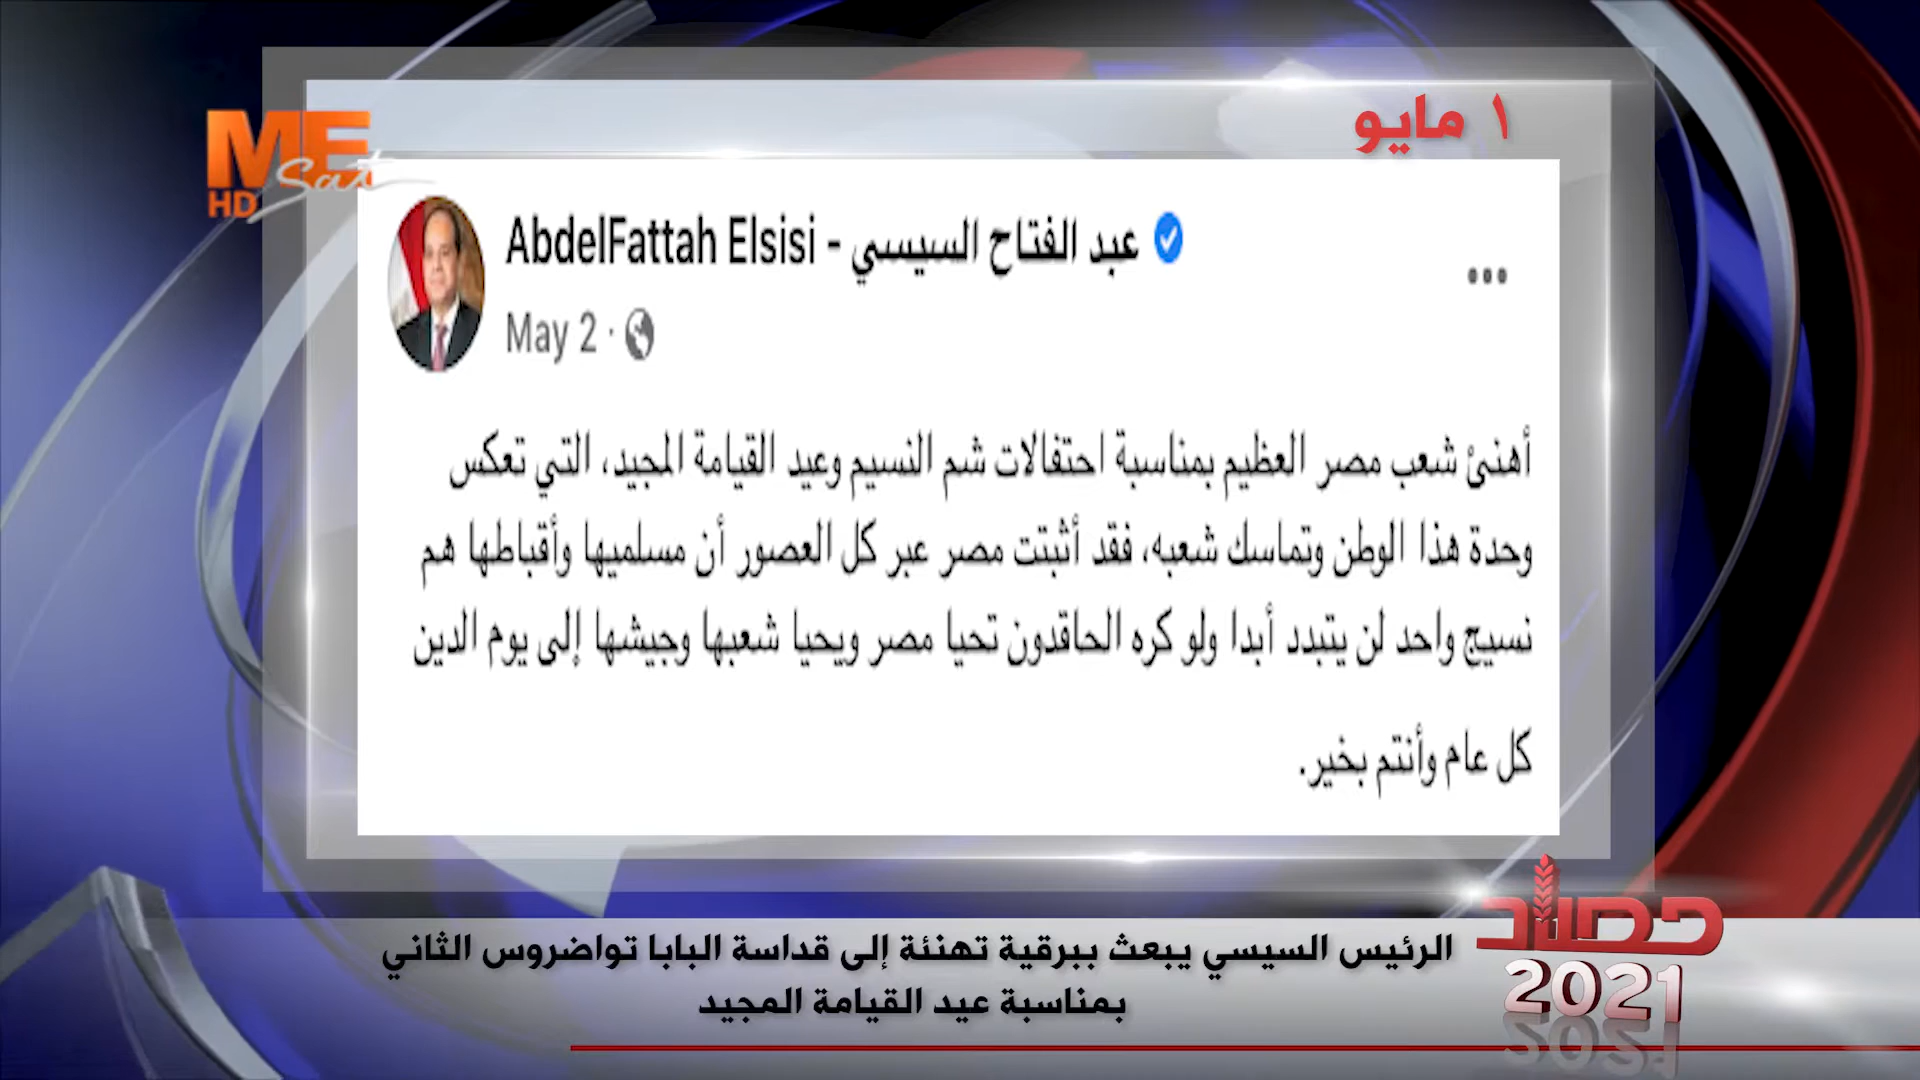 ME
Sat
HD
١ مايو
AbdelFattah Elsisi - عبد الفتاح السيسي
May 2 ·
أهنئ شعب مصر العظيم بمناسبة احتفالات شم النسيم وعيد القيامة المجيد، التي تعكس
وحدة هذا الوطن وتماسك شعبه، فقد أثبتت مصر عبر كل العصور أن مسلميها وأقباطها هم
نسيج واحد لن يتبدد أبدا ولو كره الحاقدون تحيا مصر ويحيا شعبها وجيشها إلى يوم الدين
كل عام وأنتم بخير.
حصاد
2021
الرئيس السيسي يبعث ببرقية تهنئة إلى قداسة البابا تواضروس الثاني
بمناسبة عيد القيامة المجيد